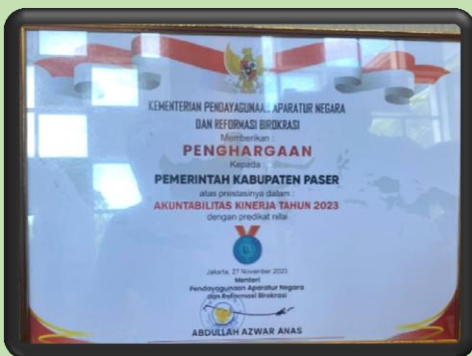 KEMENTERIAN PENDAYAGUNAAN APARATUR NEGARA
DAN REFORMASI BIROKRASI
Memberikan :
PENGHARGAAN
Kepada :
PEMERINTAH KABUPATEN PASER
atas prestasinya dalam :
AKUNTABILITAS KINERJA TAHUN 2023
dengan predikat nilai
Jakarta, 27 November 2023
Menteri
Pendayagunaan Aparatur Negara
dan Reformasi Birokrasi
ABDULLAH AZWAR ANAS